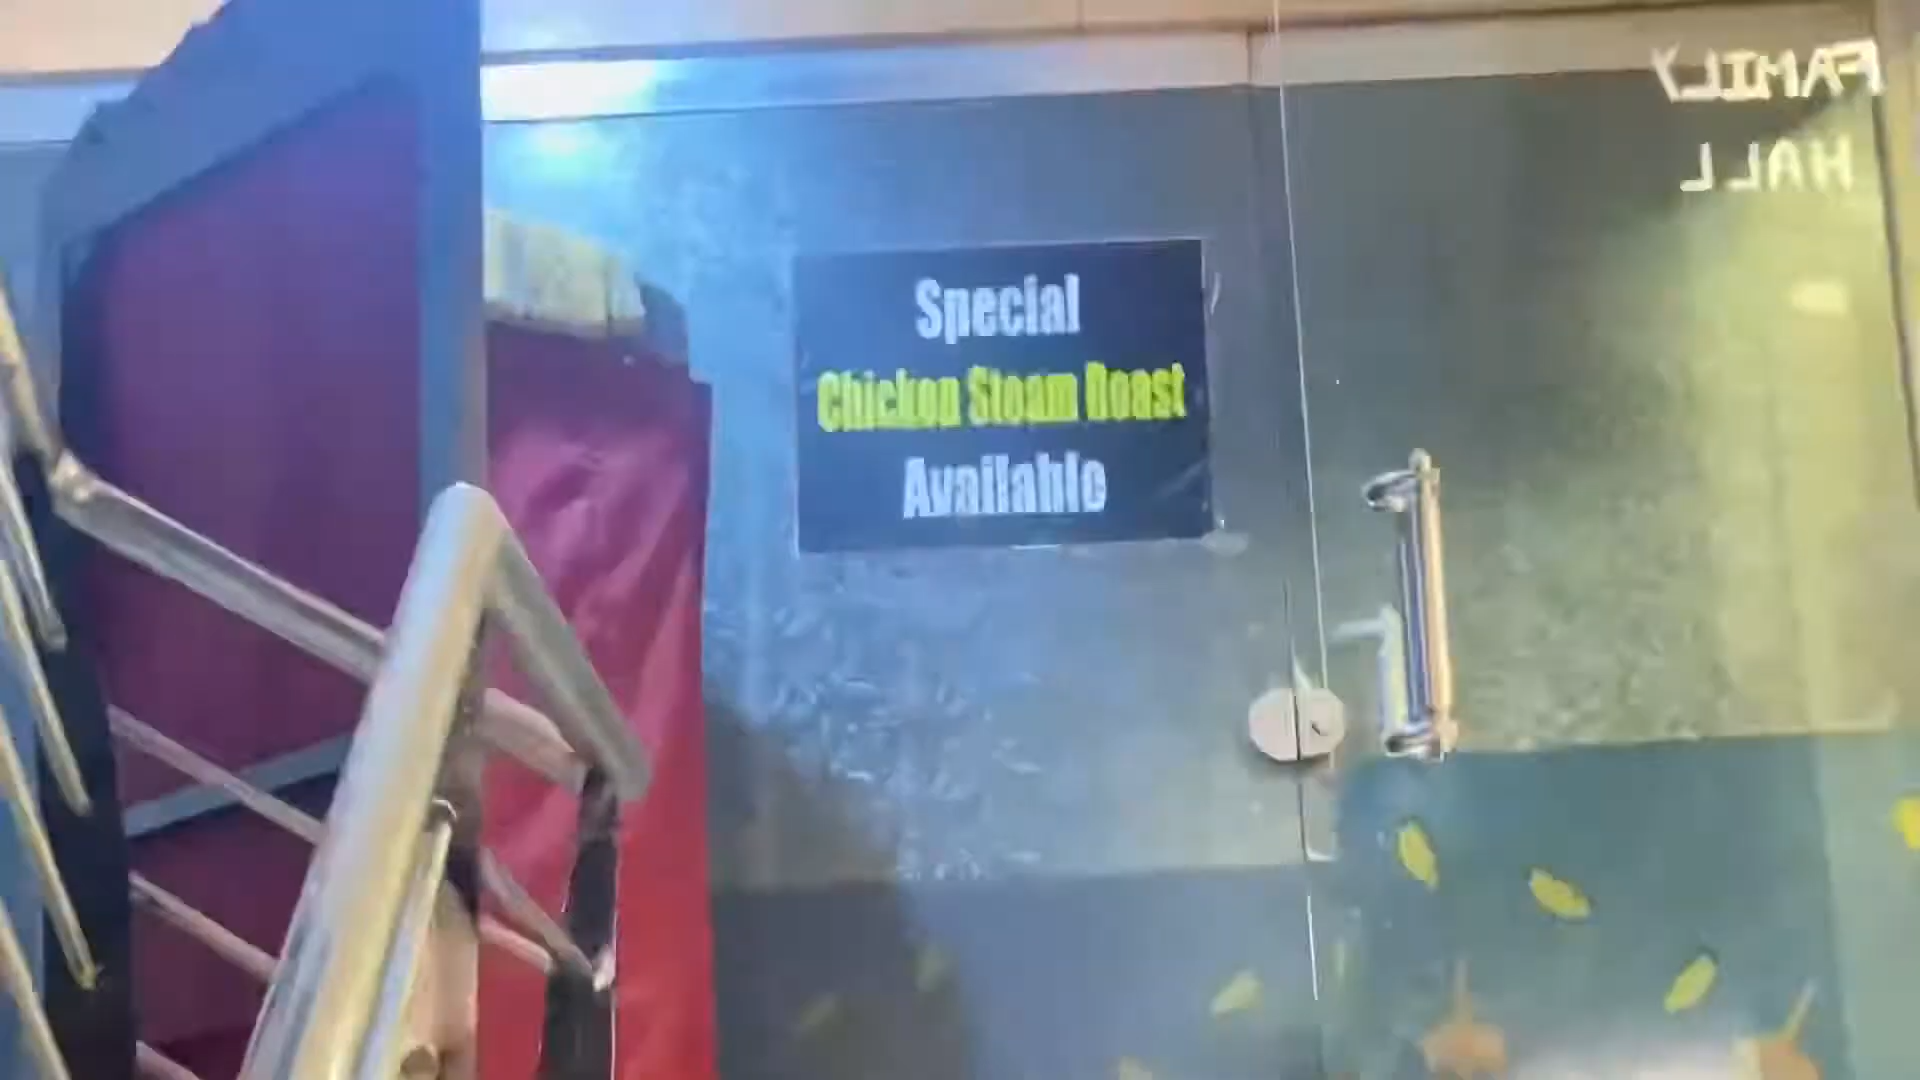 FAMILY
HALL
Special
Chicken Steam Roast
Available